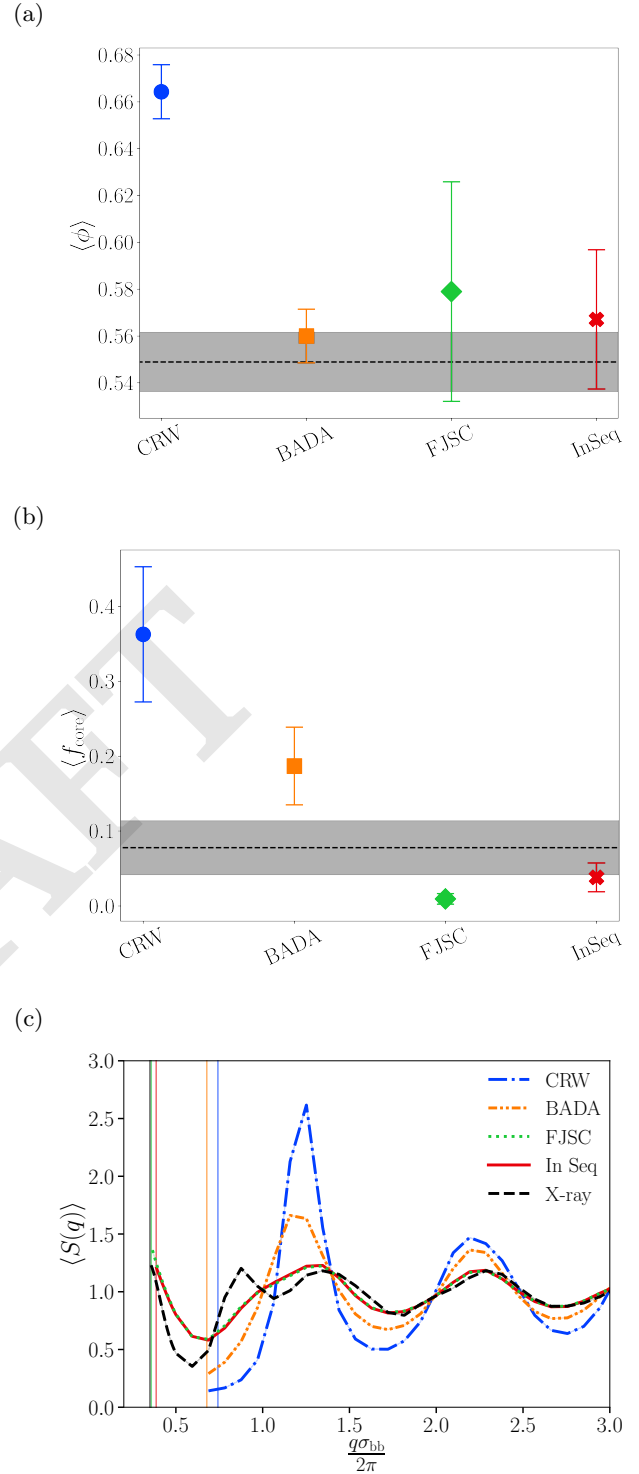 (a)
0.68
0.66
0.64
0.62
0.60
0.58
0.56
0.54
⟨ϕ⟩
CRW
BADA
FJSC
InSeq
(b)
0.4
0.3
0.2
0.1
0.0
⟨f_core⟩
CRW
BADA
FJSC
InSeq
AFT
(c)
3.0
2.5
2.0
1.5
1.0
0.5
0.0
⟨S(q)⟩
CRW
BADA
FJSC
In Seq
X-ray
0.5 1.0 1.5 2.0 2.5 3.0
qσ_bb
2π